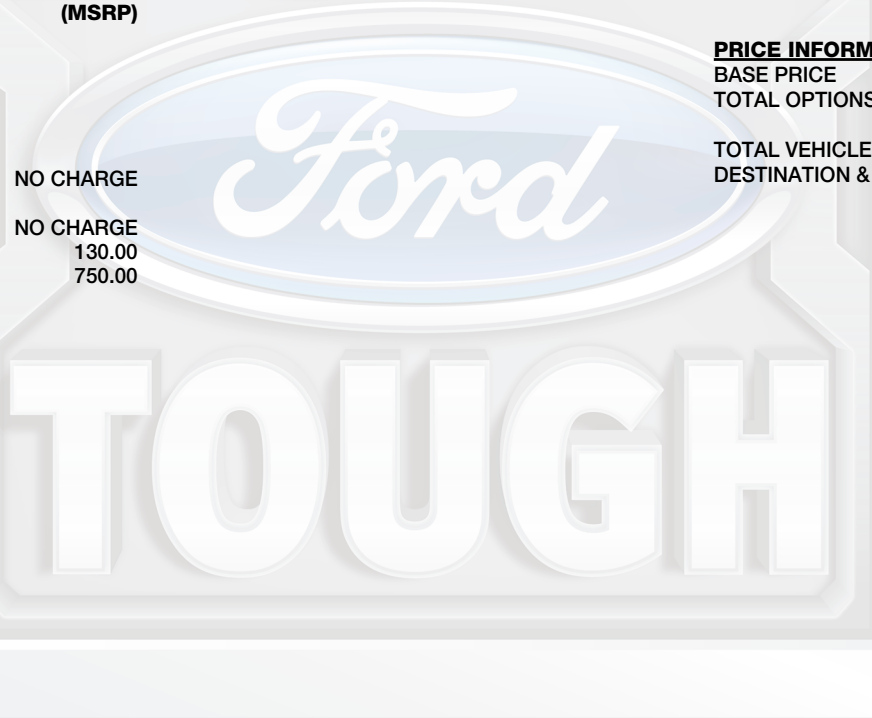 (MSRP)
NO CHARGE
NO CHARGE
130.00
750.00
PRICE INFORM
BASE PRICE
TOTAL OPTIONS
TOTAL VEHICLE
DESTINATION &
Ford
TOUGH